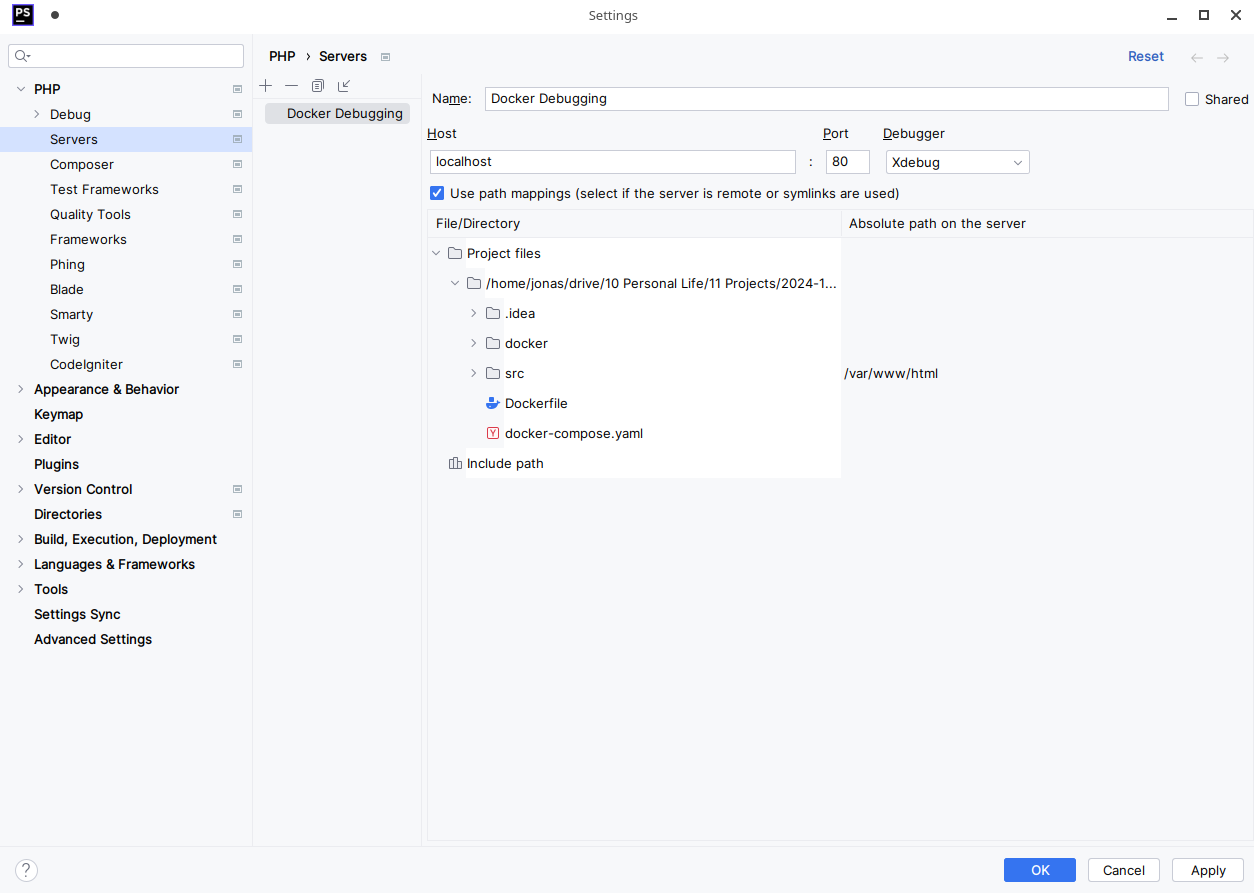 PS
Settings
PHP
Debug
Servers
Composer
Test Frameworks
Quality Tools
Frameworks
Phing
Blade
Smarty
Twig
CodeIgniter
Appearance & Behavior
Keymap
Editor
Plugins
Version Control
Directories
Build, Execution, Deployment
Languages & Frameworks
Tools
Settings Sync
Advanced Settings
PHP › Servers
Reset
Docker Debugging
Name: Docker Debugging Shared
Host Port Debugger
localhost : 80 Xdebug
Use path mappings (select if the server is remote or symlinks are used)
File/Directory Absolute path on the server
Project files
/home/jonas/drive/10 Personal Life/11 Projects/2024-1...
.idea
docker
src /var/www/html
Dockerfile
Y docker-compose.yaml
Include path
? OK Cancel Apply